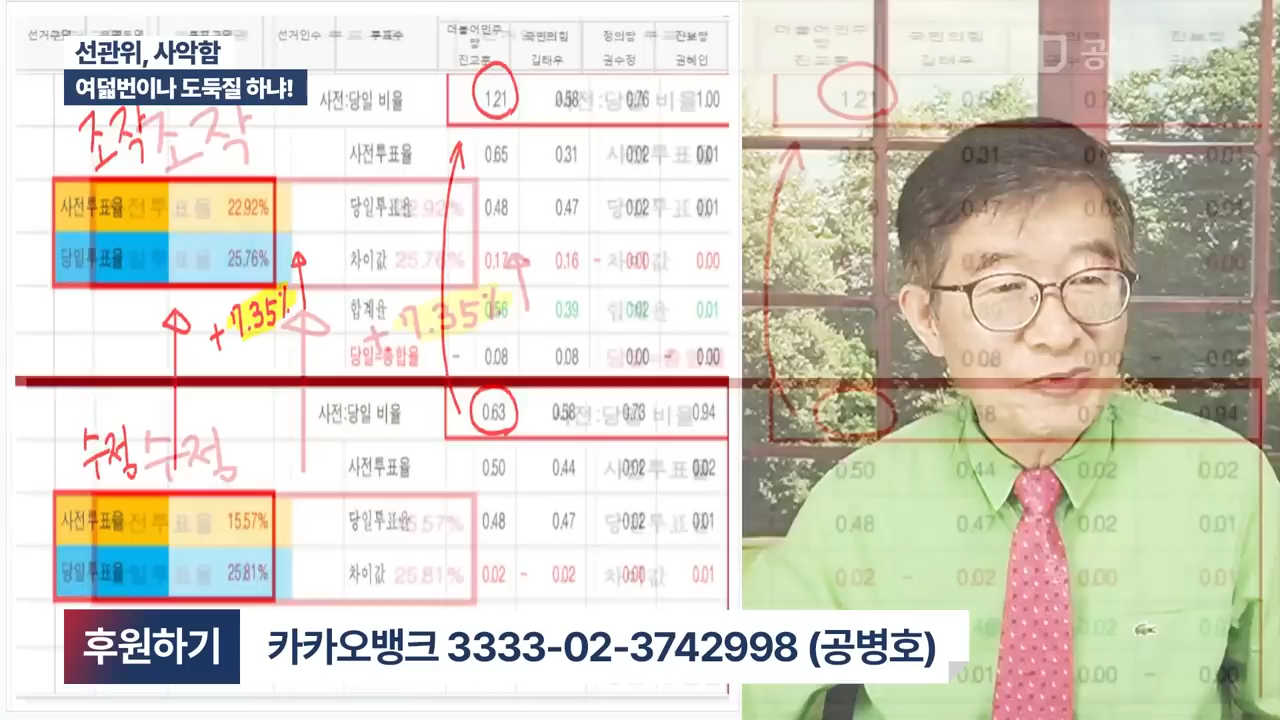 선관위, 사악함
여덟번이나 도둑질 하냐!
선거인수 투표수 더불어민주당 국민의힘 정의당 진보당
진교훈 김태우 권수정 권혜인
사전:당일 비율 1.21 0.58 0.76 1.00
조작
사전투표율 0.65 0.31 0.02 0.01
사전투표율 22.92% 당일투표율 0.48 0.47 0.02 0.01
당일투표율 25.76% 차이값 0.17 0.16 - 0.00 0.00
+7.35% 합계율 0.56 0.39 0.02 0.01
당일-총합율 - 0.08 0.08 0.00 - 0.00
사전:당일 비율 0.63 0.58 0.73 0.94
수정
사전투표율 0.50 0.44 0.02 0.02
사전투표율 15.57% 당일투표율 0.48 0.47 0.02 0.01
당일투표율 25.81% 차이값 0.02 - 0.02 0.00 0.01
후원하기 카카오뱅크 3333-02-3742998 (공병호)